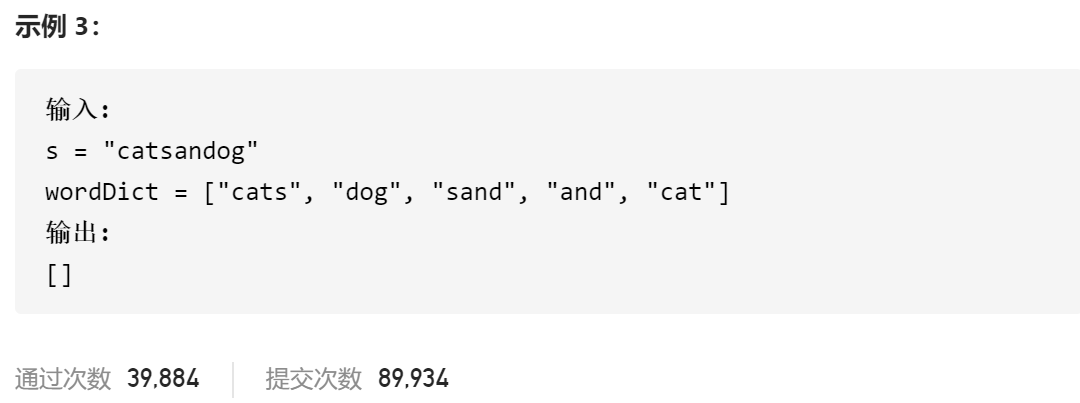 示例 3：
输入:
s = "catsandog"
wordDict = ["cats", "dog", "sand", "and", "cat"]
输出:
[]
通过次数 39,884 提交次数 89,934